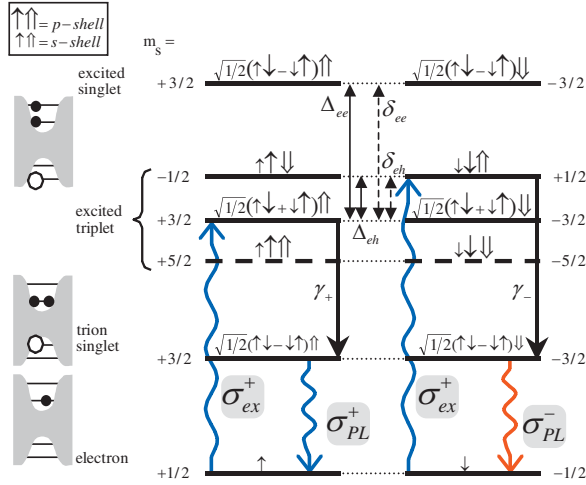 ↑⇑ = p - shell
↑⇑ = s - shell
m_s =
excited singlet
+3/2 √1/2(↑↓-↓↑)⇑ √1/2(↑↓-↓↑)⇓ -3/2
Δ_ee δ_ee
δ_eh
-1/2 ↑↑⇓ ↓↓⇑ +1/2
excited triplet
+3/2 √1/2(↑↓+↓↑)⇑ √1/2(↑↓+↓↑)⇓ -3/2
Δ_eh
+5/2 ↑↑⇑ ↓↓⇓ -5/2
γ_+ γ_-
trion singlet
+3/2 √1/2(↑↓-↓↑)⇑ √1/2(↑↓-↓↑)⇓ -3/2
σ_ex^+ σ_PL^+ σ_ex^+ σ_PL^-
electron
+1/2 ↑ ↓ -1/2